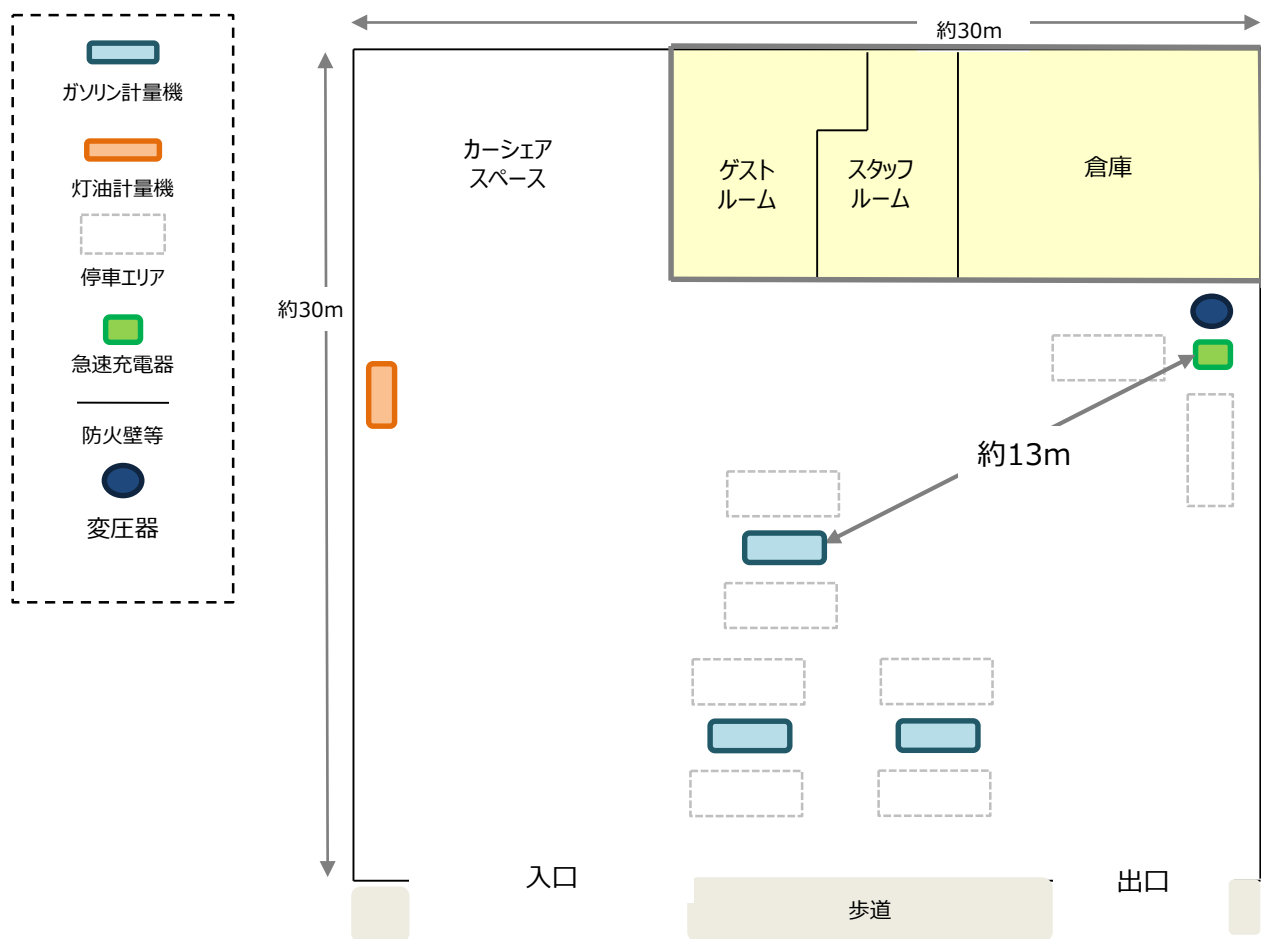 ガソリン計量機
灯油計量機
停車エリア
急速充電器
防火壁等
変圧器
約30m
約30m
カーシェア
スペース
ゲスト
ルーム
スタッフ
ルーム
倉庫
約13m
入口
出口
歩道